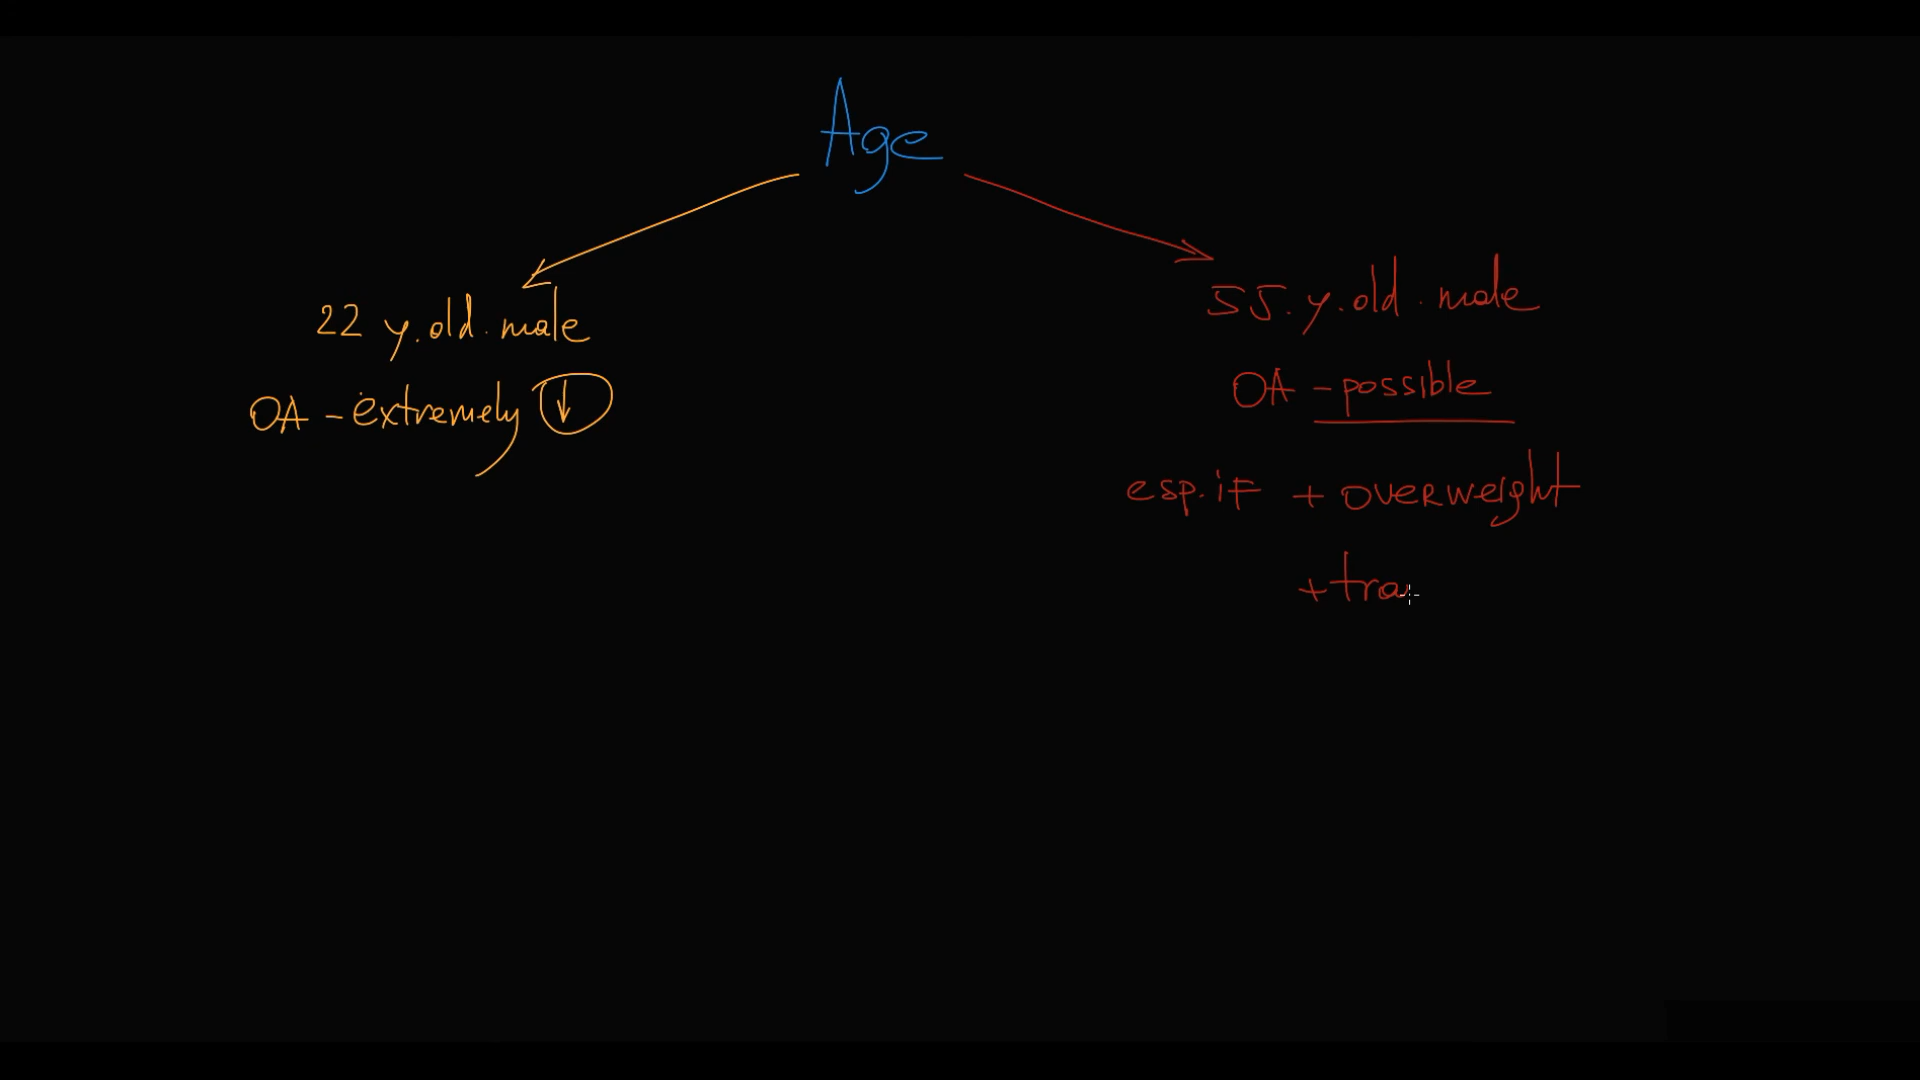 Age
22 y.old.male
OA - extremely ↓
55.y.old.male
OA - possible
esp. if + overweight
+ tra